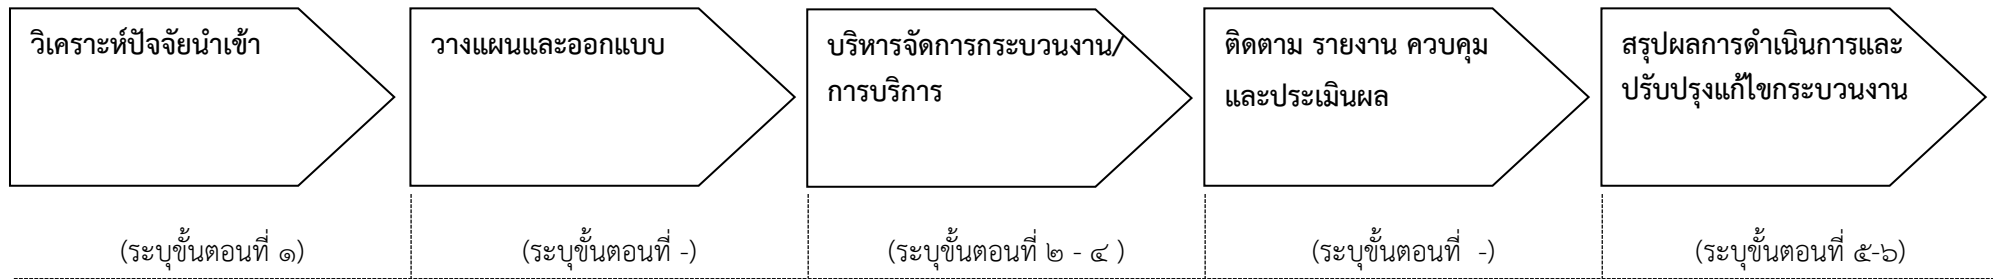 วิเคราะห์ปัจจัยนำเข้า
วางแผนและออกแบบ
บริหารจัดการกระบวนงาน/
การบริการ
ติดตาม รายงาน ควบคุม
และประเมินผล
สรุปผลการดำเนินการและ
ปรับปรุงแก้ไขกระบวนงาน
(ระบุขั้นตอนที่ ๑)
(ระบุขั้นตอนที่ -)
(ระบุขั้นตอนที่ ๒ - ๔ )
(ระบุขั้นตอนที่ -)
(ระบุขั้นตอนที่ ๕-๖)